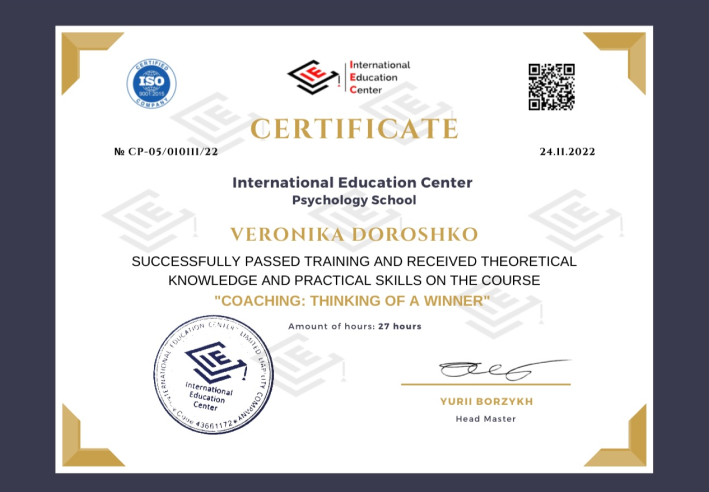 CERTIFIED
ISO
9001:2015
COMPANY
IE
International
Education
Center
CERTIFICATE
№ CP-05/010111/22
24.11.2022
International Education Center
Psychology School
VERONIKA DOROSHKO
SUCCESSFULLY PASSED TRAINING AND RECEIVED THEORETICAL
KNOWLEDGE AND PRACTICAL SKILLS ON THE COURSE
"COACHING: THINKING OF A WINNER"
Amount of hours: 27 hours
INTERNATIONAL EDUCATION CENTER" LIMITED LIABILITY COMPANY
IE
International
Education
Center
43661172
YURII BORZYKH
Head Master